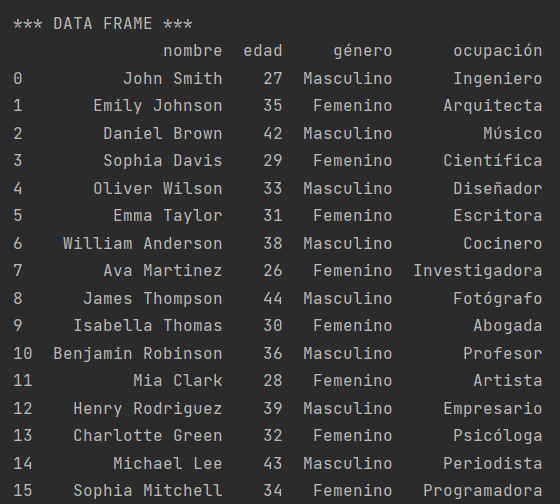 *** DATA FRAME ***
nombre edad género ocupación
0 John Smith 27 Masculino Ingeniero
1 Emily Johnson 35 Femenino Arquitecta
2 Daniel Brown 42 Masculino Músico
3 Sophia Davis 29 Femenino Científica
4 Oliver Wilson 33 Masculino Diseñador
5 Emma Taylor 31 Femenino Escritora
6 William Anderson 38 Masculino Cocinero
7 Ava Martinez 26 Femenino Investigadora
8 James Thompson 44 Masculino Fotógrafo
9 Isabella Thomas 30 Femenino Abogada
10 Benjamin Robinson 36 Masculino Profesor
11 Mia Clark 28 Femenino Artista
12 Henry Rodriguez 39 Masculino Empresario
13 Charlotte Green 32 Femenino Psicóloga
14 Michael Lee 43 Masculino Periodista
15 Sophia Mitchell 34 Femenino Programadora